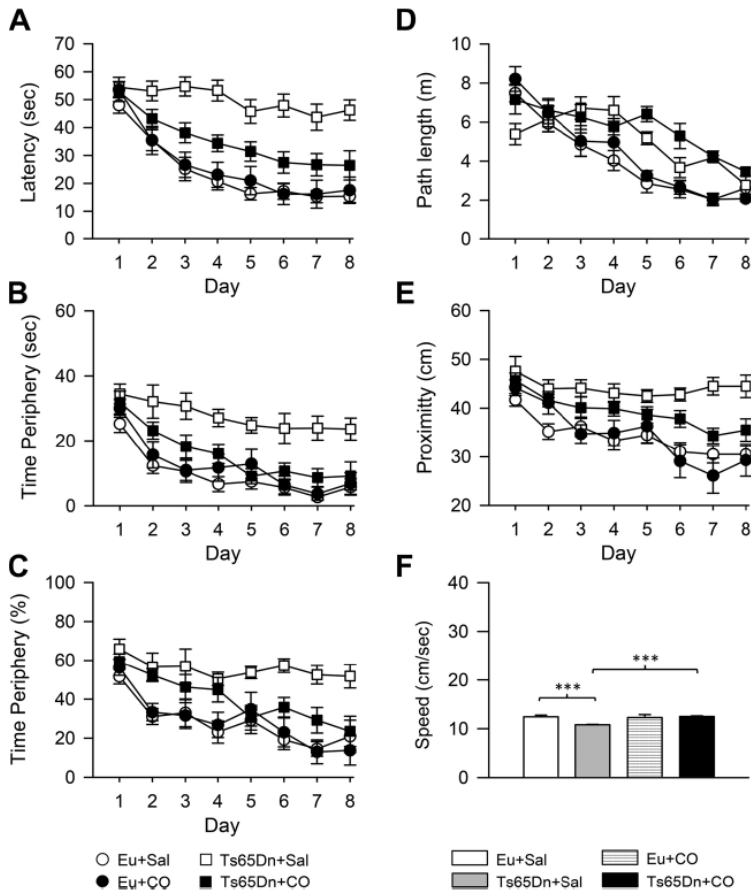 A
Latency (sec)
70
60
50
40
30
20
10
0
1 2 3 4 5 6 7 8
Day
B
Time Periphery (sec)
60
40
20
0
1 2 3 4 5 6 7 8
Day
C
Time Periphery (%)
100
80
60
40
20
0
1 2 3 4 5 6 7 8
Day
Eu+Sal
Ts65Dn+Sal
Eu+CO
Ts65Dn+CO
D
Path length (m)
10
8
6
4
2
0
1 2 3 4 5 6 7 8
Day
E
Proximitty (cm)
60
50
40
30
20
1 2 3 4 5 6 7 8
Day
F
Speed (cm/sec)
40
30
20
10
0
***
***
Eu+Sal
Eu+CO
Ts65Dn+Sal
Ts65Dn+CO